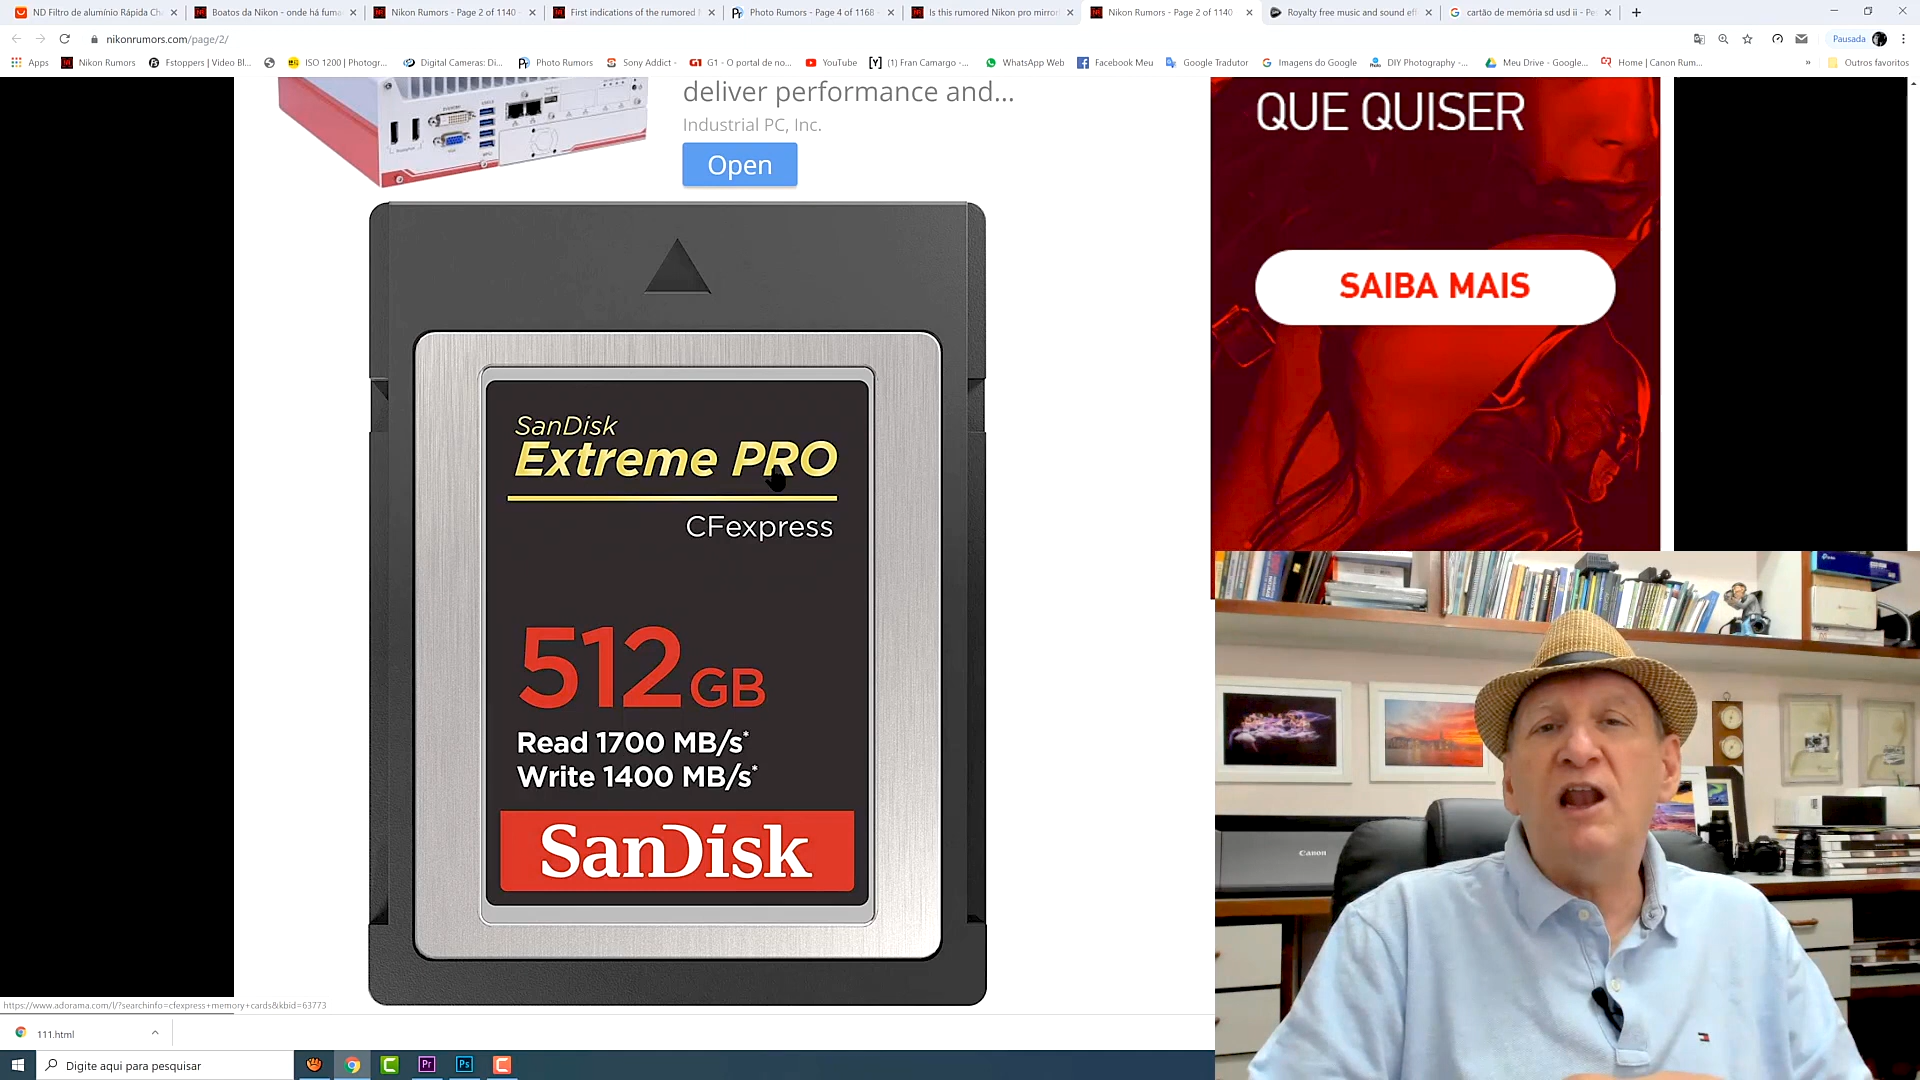 ND Filtro de alumínio Rápida Ch
Boatos da Nikon - onde há fuma
Nikon Rumors - Page 2 of 1140
First indications of the rumored
Photo Rumors - Page 4 of 1168
Is this rumored Nikon pro mirror
Nikon Rumors - Page 2 of 1140
Royalty free music and sound eff
cartão de memória sd usd ii - Pe
nikonrumors.com/page/2/
Pausada
Apps
Nikon Rumors
Fstoppers | Video Bl...
ISO 1200 | Photogr...
Digital Cameras: Di...
Photo Rumors
Sony Addict -
G1 - O portal de no...
YouTube
(1) Fran Camargo -...
WhatsApp Web
Facebook Meu
Google Tradutor
Imagens do Google
DIY Photography -...
Meu Drive - Google...
Home | Canon Rum...
»
Outros favoritos
deliver performance and...
Industrial PC, Inc.
Open
QUE QUISER
SAIBA MAIS
SanDisk
Extreme PRO
CFexpress
512GB
Read 1700 MB/s*
Write 1400 MB/s*
SanDisk
Canon
https://www.adorama.com/l/?searchinfo=cfexpress+memory+cards&kbid=63773
111.html
Digite aqui para pesquisar
Pr
Ps